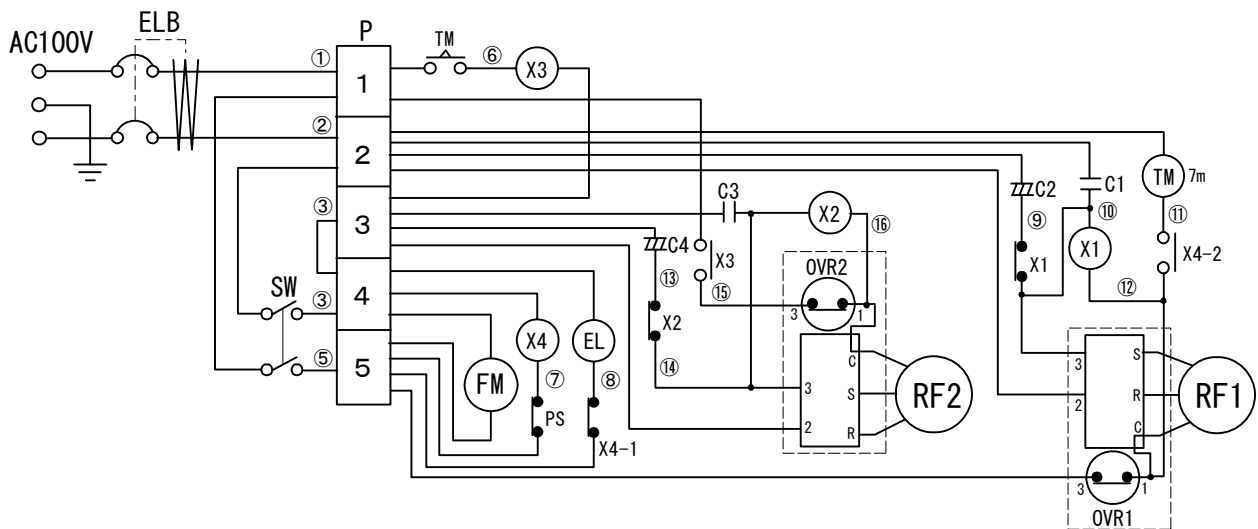 ELB
P
AC100V
①
TM
⑥
X3
1
②
2
C3
X2
⑯
C2
⑨
C1
⑩
TM 7m
⑪
③
3
C4
⑬
X3
⑮
OVR2
3
1
X1
X1
X4-2
⑫
SW
③
4
X4
EL
X2
⑭
C
S
R
3
2
RF2
3
2
S
R
C
RF1
⑤
5
FM
⑦
PS
⑧
X4-1
3
1
OVR1